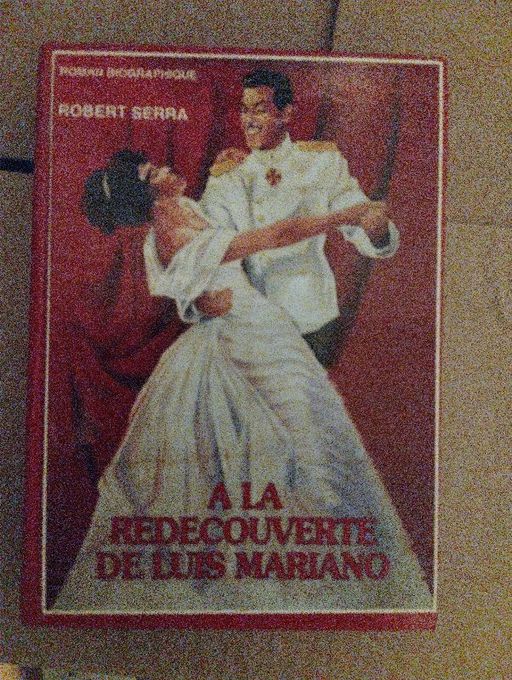 ROMAN BIOGRAPHIQUE
ROBERT SERRA
A LA
REDECOUVERTE
DE LUIS MARIANO